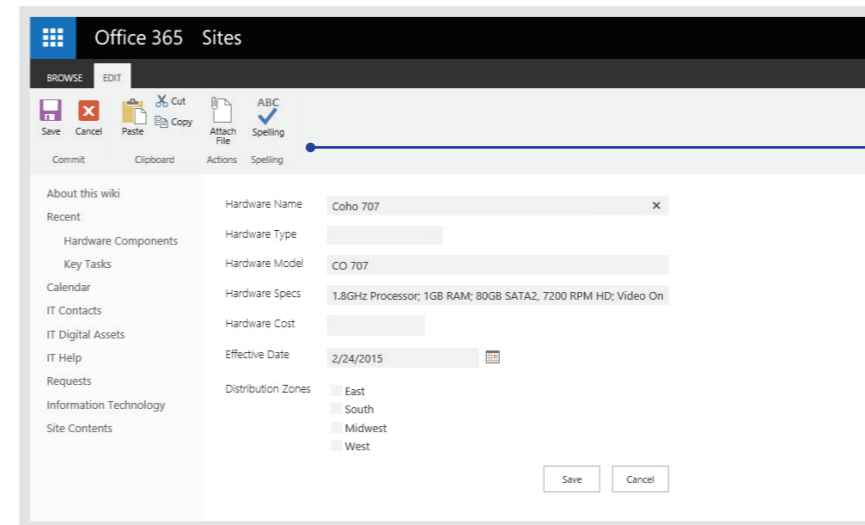 Office 365 Sites
BROWSE EDIT
Save Cancel Paste Cut Copy Attach File ABC Spelling
Commit Clipboard Actions Spelling
About this wiki
Recent
Hardware Components
Key Tasks
Calendar
IT Contacts
IT Digital Assets
IT Help
Requests
Information Technology
Site Contents
Hardware Name Coho 707
Hardware Type
Hardware Model CO 707
Hardware Specs 1.8GHz Processor; 1GB RAM; 80GB SATA2, 7200 RPM HD; Video On
Hardware Cost
Effective Date 2/24/2015
Distribution Zones East
South
Midwest
West
Save Cancel